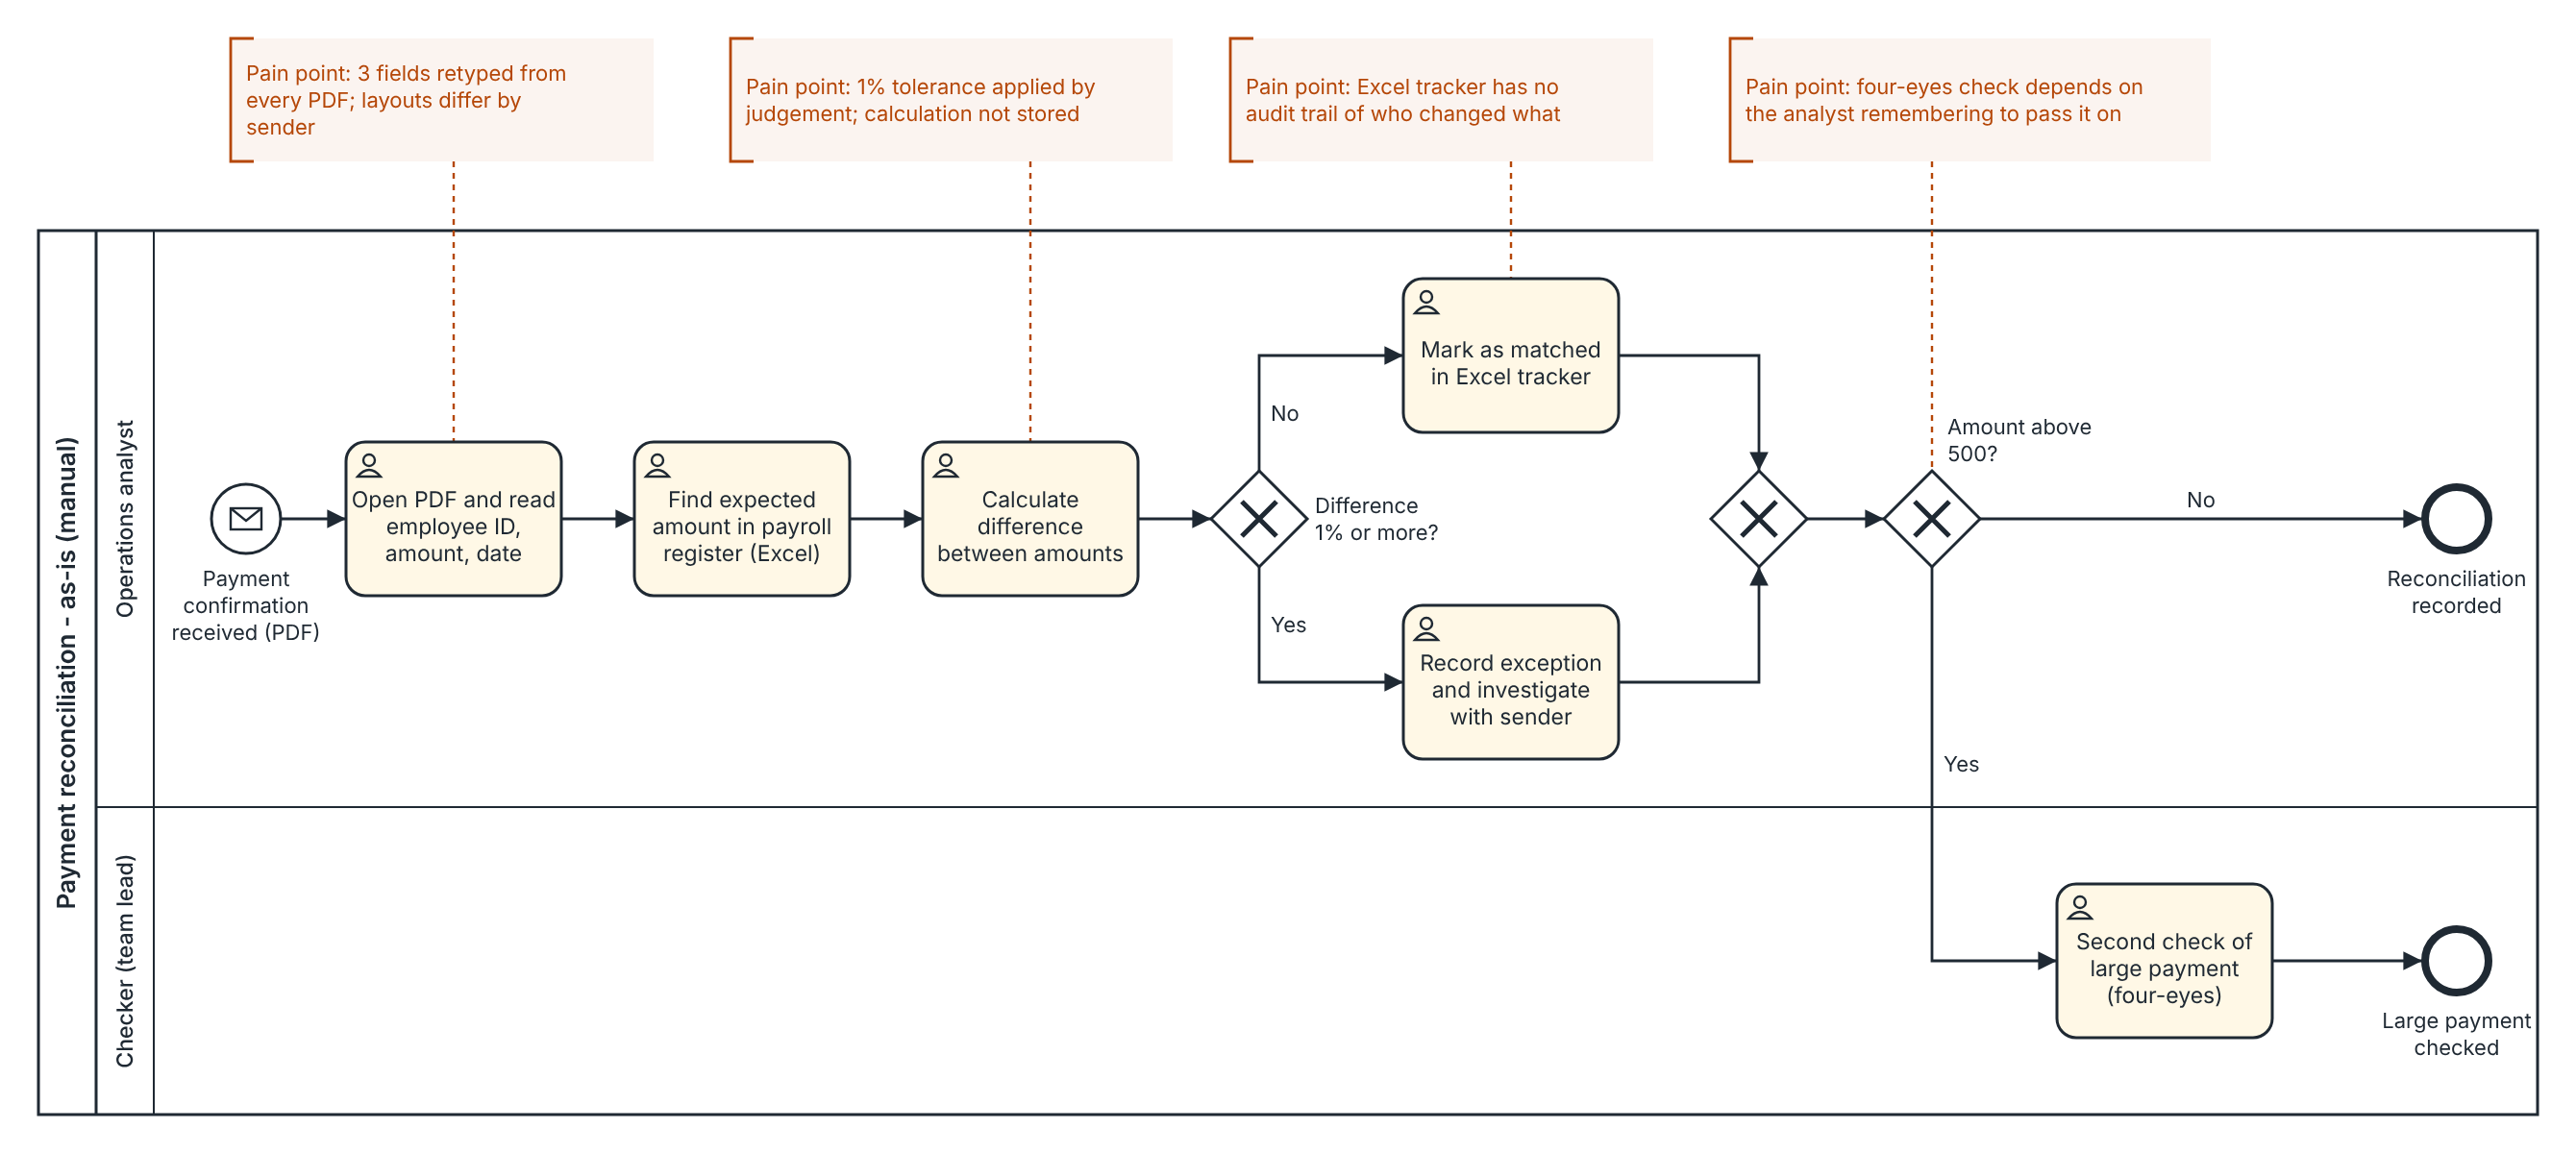 Pain point: 3 fields retyped from
every PDF; layouts differ by
sender
Pain point: 1% tolerance applied by
judgement; calculation not stored
Pain point: Excel tracker has no
audit trail of who changed what
Pain point: four-eyes check depends on
the analyst remembering to pass it on
Payment reconciliation - as-is (manual)
Operations analyst
Payment
confirmation
received (PDF)
Open PDF and read
employee ID,
amount, date
Find expected
amount in payroll
register (Excel)
Calculate
difference
between amounts
Difference
1% or more?
No
Mark as matched
in Excel tracker
Yes
Record exception
and investigate
with sender
Amount above
500?
No
Reconciliation
recorded
Yes
Checker (team lead)
Second check of
large payment
(four-eyes)
Large payment
checked